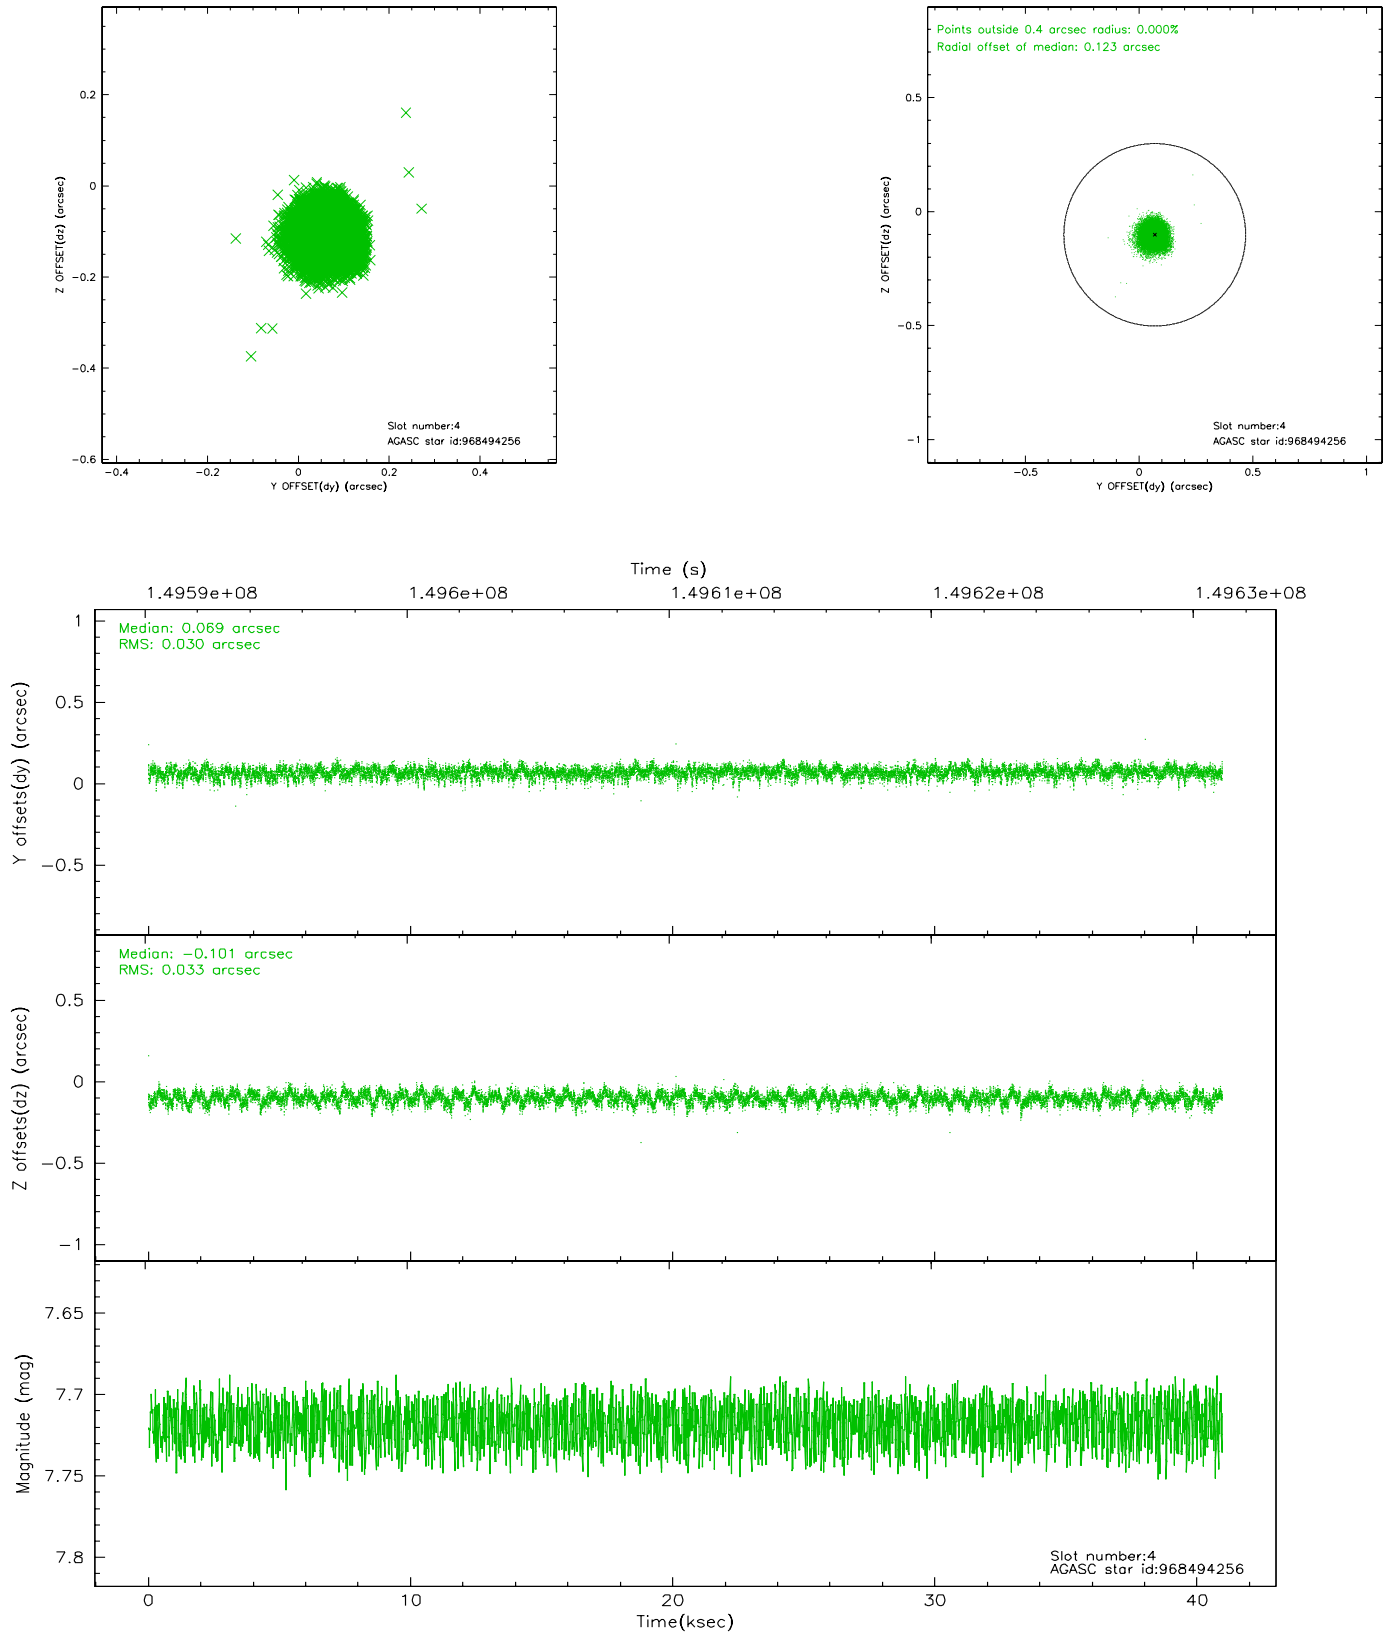 0.2
0
−0.2
−0.4
−0.6
Z OFFSET(dz) (arcsec)
Slot number:4
AGASC star id:968494256
−0.4
−0.2
0
0.2
0.4
Y OFFSET(dy) (arcsec)
Points outside 0.4 arcsec radius: 0.000%
Radial offset of median: 0.123 arcsec
0.5
0
−0.5
−1
Z OFFSET(dz) (arcsec)
Slot number:4
AGASC star id:968494256
−0.5
0
0.5
1
Y OFFSET(dy) (arcsec)
Time (s)
1.4959e+08
1.496e+08
1.4961e+08
1.4962e+08
1.4963e+08
Median: 0.069 arcsec
RMS: 0.030 arcsec
1
0.5
0
−0.5
Y offsets(dy) (arcsec)
Median: −0.101 arcsec
RMS: 0.033 arcsec
0.5
0
−0.5
−1
Z offsets(dz) (arcsec)
7.65
7.7
7.75
7.8
Magnitude (mag)
Slot number:4
AGASC star id:968494256
0
10
20
30
40
Time(ksec)